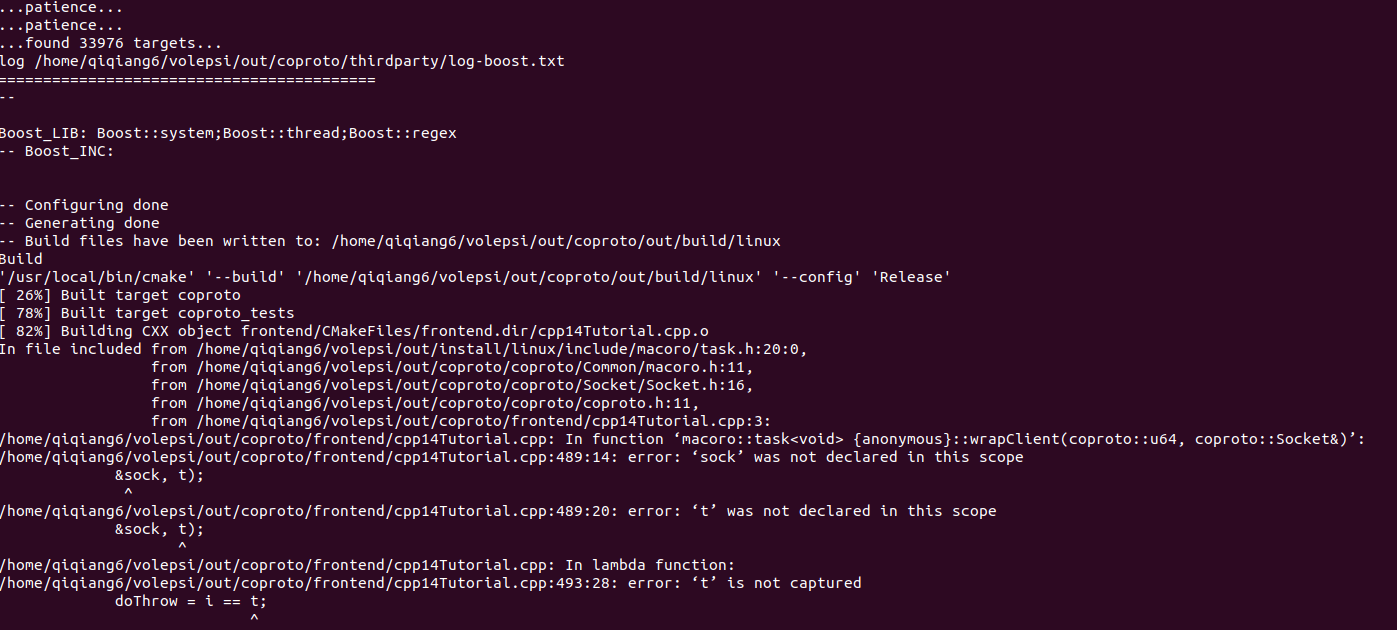 ...patience...
...patience...
...found 33976 targets...
log /home/qiqiang6/volepsi/out/coproto/thirdparty/log-boost.txt
==========================================
--
Boost_LIB: Boost::system;Boost::thread;Boost::regex
-- Boost_INC:
-- Configuring done
-- Generating done
-- Build files have been written to: /home/qiqiang6/volepsi/out/coproto/out/build/linux
Build
'/usr/local/bin/cmake' '--build' '/home/qiqiang6/volepsi/out/coproto/out/build/linux' '--config' 'Release'
[ 26%] Built target coproto
[ 78%] Built target coproto_tests
[ 82%] Building CXX object frontend/CMakeFiles/frontend.dir/cpp14Tutorial.cpp.o
In file included from /home/qiqiang6/volepsi/out/install/linux/include/macoro/task.h:20:0,
from /home/qiqiang6/volepsi/out/coproto/coproto/Common/macoro.h:11,
from /home/qiqiang6/volepsi/out/coproto/coproto/Socket/Socket.h:16,
from /home/qiqiang6/volepsi/out/coproto/coproto/coproto.h:11,
from /home/qiqiang6/volepsi/out/coproto/frontend/cpp14Tutorial.cpp:3:
/home/qiqiang6/volepsi/out/coproto/frontend/cpp14Tutorial.cpp: In function ‘macoro::task<void> {anonymous}::wrapClient(coproto::u64, coproto::Socket&)’:
/home/qiqiang6/volepsi/out/coproto/frontend/cpp14Tutorial.cpp:489:14: error: ‘sock’ was not declared in this scope
&sock, t);
^
/home/qiqiang6/volepsi/out/coproto/frontend/cpp14Tutorial.cpp:489:20: error: ‘t’ was not declared in this scope
&sock, t);
^
/home/qiqiang6/volepsi/out/coproto/frontend/cpp14Tutorial.cpp: In lambda function:
/home/qiqiang6/volepsi/out/coproto/frontend/cpp14Tutorial.cpp:493:28: error: ‘t’ is not captured
doThrow = i == t;
^